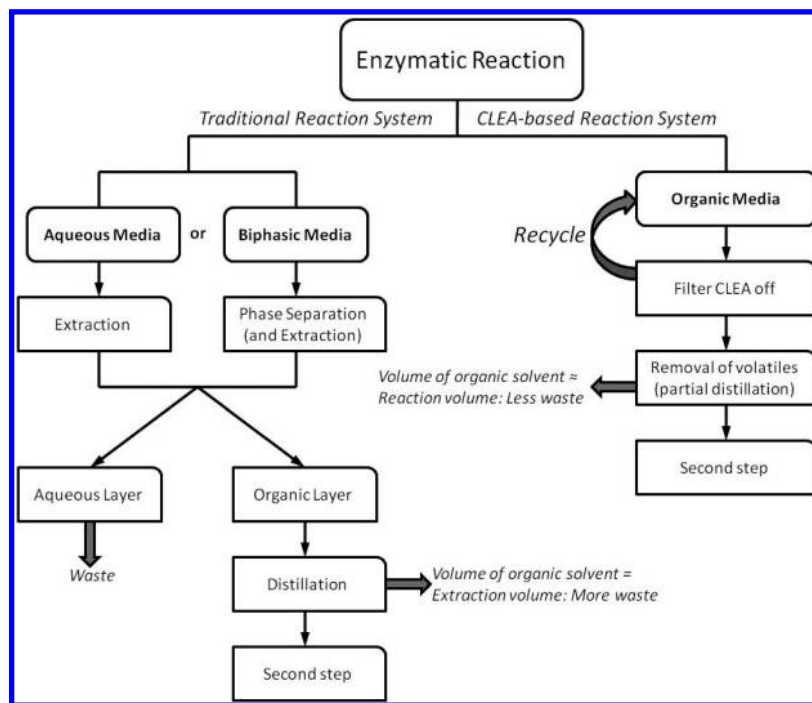 Enzymatic Reaction
Traditional Reaction System
CLEA-based Reaction System
Aqueous Media
or
Biphasic Media
Organic Media
Recycle
Extraction
Phase Separation
(and Extraction)
Filter CLEA off
Volume of organic solvent ≈
Reaction volume: Less waste
Removal of volatiles
(partial distillation)
Second step
Aqueous Layer
Organic Layer
Waste
Distillation
Volume of organic solvent =
Extraction volume: More waste
Second step